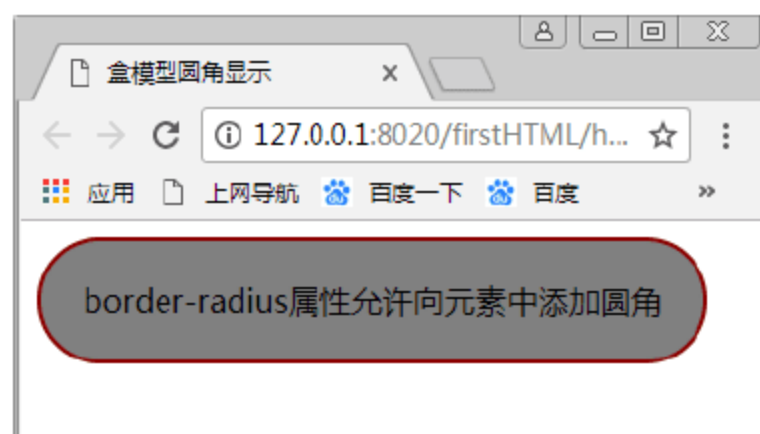 盒模型圆角显示
127.0.0.1:8020/firstHTML/h...
应用 上网导航 百度一下 百度 »
border-radius属性允许向元素中添加圆角